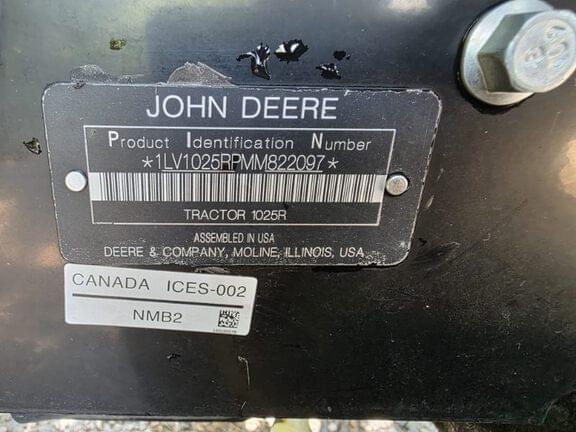 JOHN DEERE
Product Identification Number
*1LV1025RPMM822097*
TRACTOR 1025R
ASSEMBLED IN USA
DEERE & COMPANY, MOLINE, ILLINOIS, USA
CANADA ICES-002
NMB2